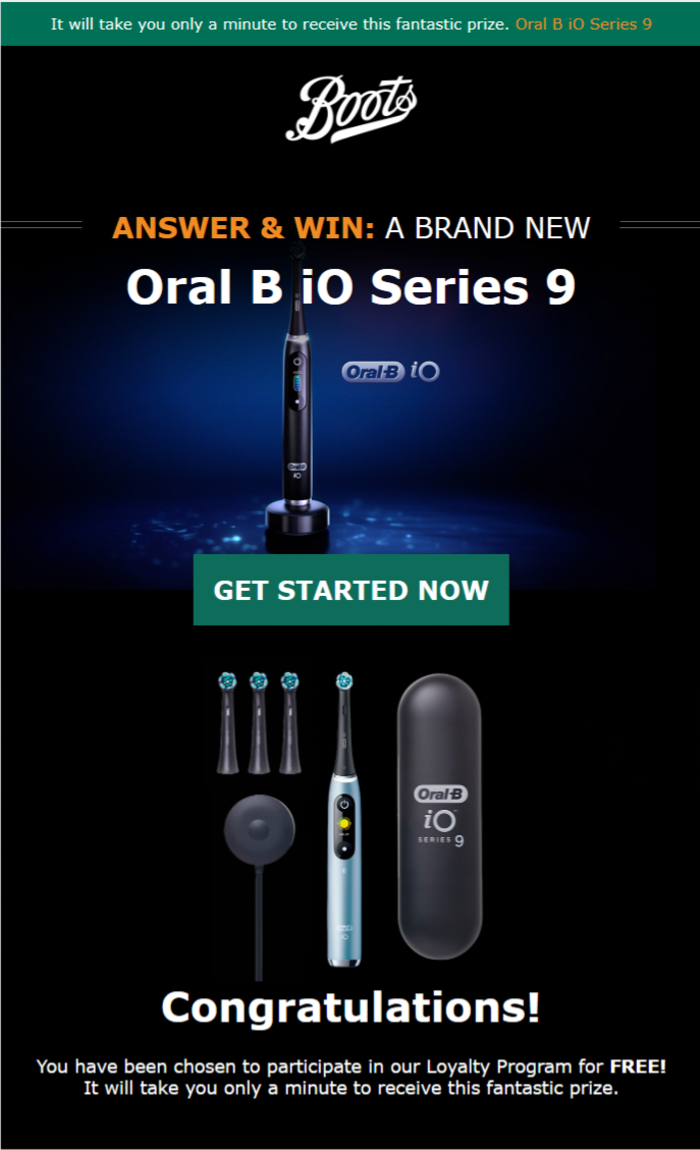 It will take you only a minute to receive this fantastic prize. Oral B iO Series 9
Boots
ANSWER & WIN: A BRAND NEW
Oral B iO Series 9
Oral-B iO
GET STARTED NOW
Oral-B
iO
SERIES 9
Congratulations!
You have been chosen to participate in our Loyalty Program for FREE!
It will take you only a minute to receive this fantastic prize.